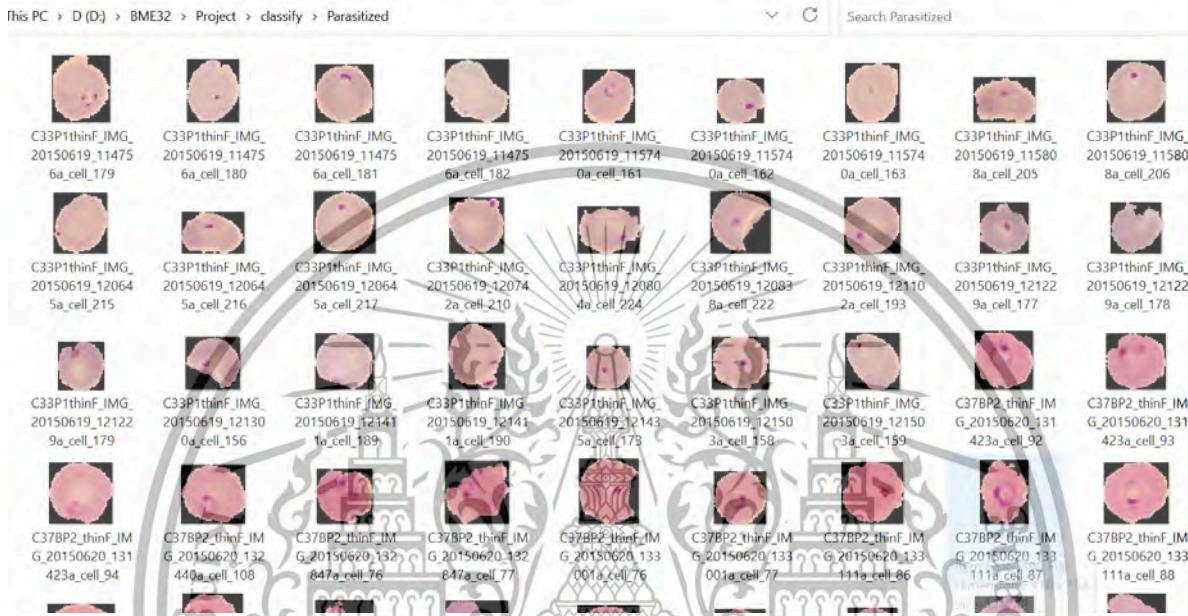 This PC > D (D:) > BME32 > Project > classify > Parasitized
Search Parasitized
C33P1thinF_IMG_ C33P1thinF_IMG_ C33P1thinF_IMG_ C33P1thinF_IMG_ C33P1thinF_IMG_ C33P1thinF_IMG_ C33P1thinF_IMG_ C33P1thinF_IMG_ C33P1thinF_IMG_
20150619_11475 20150619_11475 20150619_11475 20150619_11475 20150619_11574 20150619_11574 20150619_11574 20150619_11580 20150619_11580
6a_cell_179 6a_cell_180 6a_cell_181 6a_cell_182 0a_cell_161 0a_cell_162 0a_cell_163 8a_cell_205 8a_cell_206
C33P1thinF_IMG_ C33P1thinF_IMG_ C33P1thinF_IMG_ C33P1thinF_IMG_ C33P1thinF_IMG_ C33P1thinF_IMG_ C33P1thinF_IMG_ C33P1thinF_IMG_ C33P1thinF_IMG_
20150619_12064 20150619_12064 20150619_12064 20150619_12074 20150619_12080 20150619_12083 20150619_12110 20150619_12122 20150619_12122
5a_cell_215 5a_cell_216 5a_cell_217 2a_cell_210 4a_cell_224 8a_cell_222 2a_cell_193 9a_cell_177 9a_cell_178
C33P1thinF_IMG_ C33P1thinF_IMG_ C33P1thinF_IMG_ C33P1thinF_IMG_ C33P1thinF_IMG_ C33P1thinF_IMG_ C33P1thinF_IMG_ C37BP2_thinF_IM C37BP2_thinF_IM
20150619_12122 20150619_12130 20150619_12141 20150619_12141 20150619_12143 20150619_12150 20150619_12150 G_20150620_131 G_20150620_131
9a_cell_179 0a_cell_156 1a_cell_189 1a_cell_190 5a_cell_173 3a_cell_158 3a_cell_159 423a_cell_92 423a_cell_93
C37BP2_thinF_IM C37BP2_thinF_IM C37BP2_thinF_IM C37BP2_thinF_IM C37BP2_thinF_IM C37BP2_thinF_IM C37BP2_thinF_IM C37BP2_thinF_IM C37BP2_thinF_IM
G_20150620_131 G_20150620_132 G_20150620_132 G_20150620_132 G_20150620_133 G_20150620_133 G_20150620_133 G_20150620_133 G_20150620_133
423a_cell_94 440a_cell_108 847a_cell_76 847a_cell_77 001a_cell_76 001a_cell_77 111a_cell_86 111a_cell_87 111a_cell_88